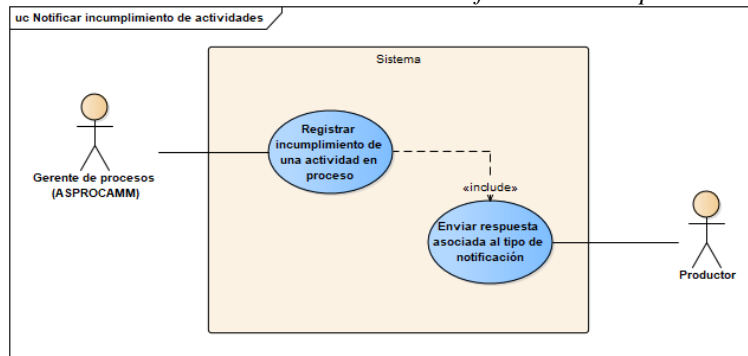 uc Notificar incumplimiento de actividades
Sistema
Registrar
incumplimiento de
una actividad en
proceso
Gerente de procesos
(ASPROCAMM)
«include»
Enviar respuesta
asociada al tipo de
notificación
Productor